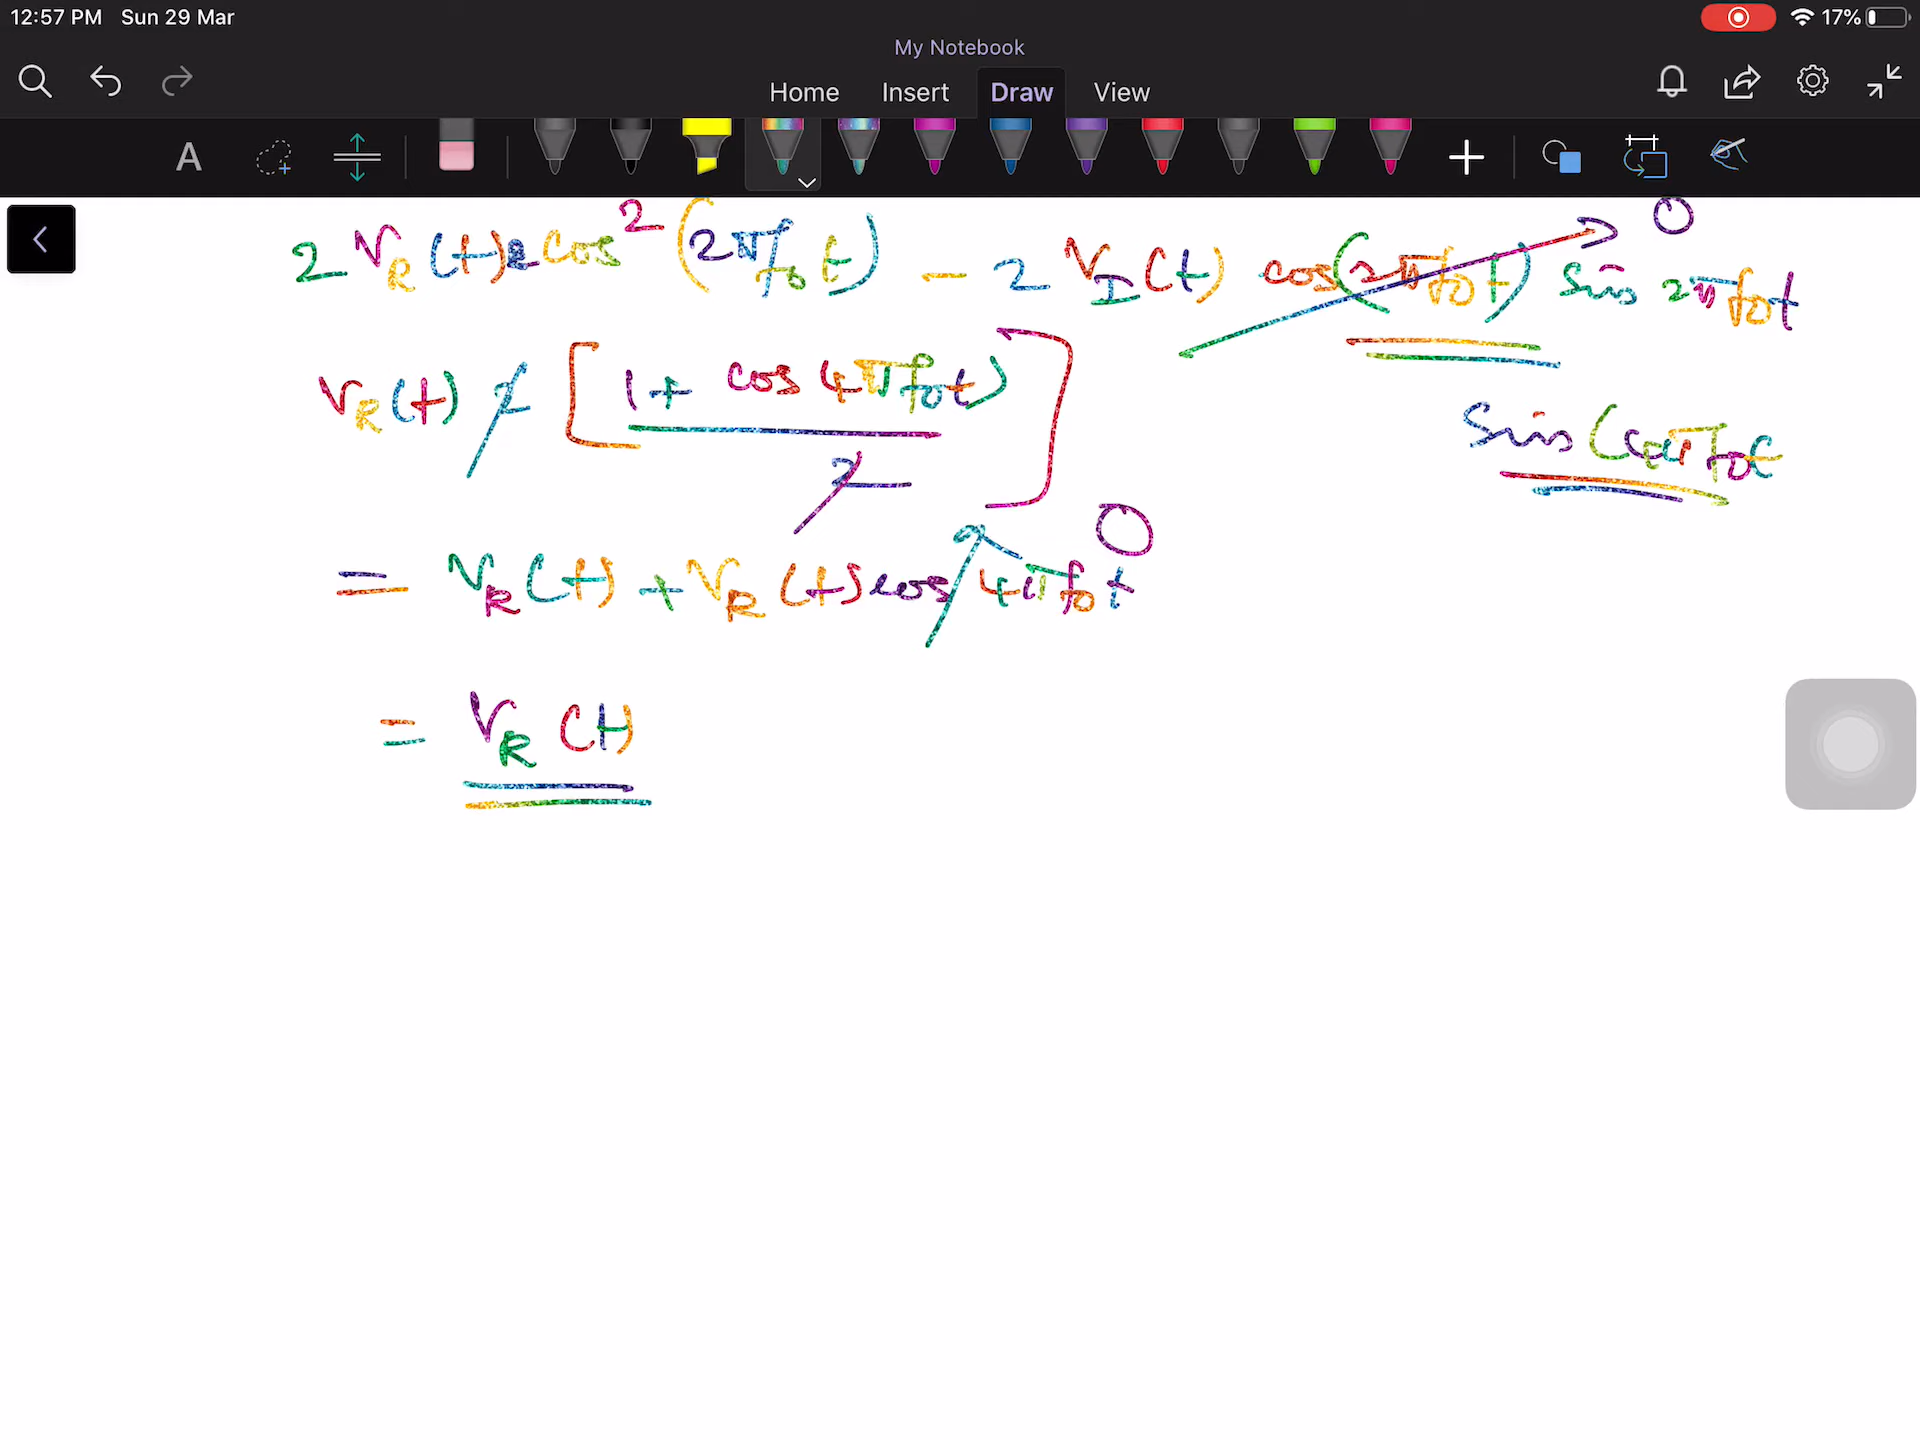 12:57 PM Sun 29 Mar
17%
My Notebook
Home Insert Draw View
A
0
2 V_R(t) cos²(2πf₀t) - 2 V_I(t) cos(2πf₀t) sin 2πf₀t
V_R(t) 2 [1 + cos 4πf₀t)]
2
sin(4πf₀t
0
= V_R(t) + V_R(t) cos 4πf₀t
= V_R(t)